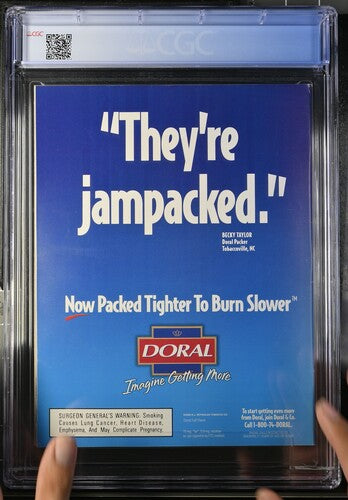 CGC
CGC
"They're
jampacked."
BECKY TAYLOR
Doral Packer
Tobaccoville, NC
Now Packed Tighter To Burn Slower™
DORAL
Imagine Getting More
SURGEON GENERAL'S WARNING: Smoking
Causes Lung Cancer, Heart Disease,
Emphysema, And May Complicate Pregnancy.
To start getting even more
from Doral, join Doral & Co.
Call 1-800-74-DORAL.